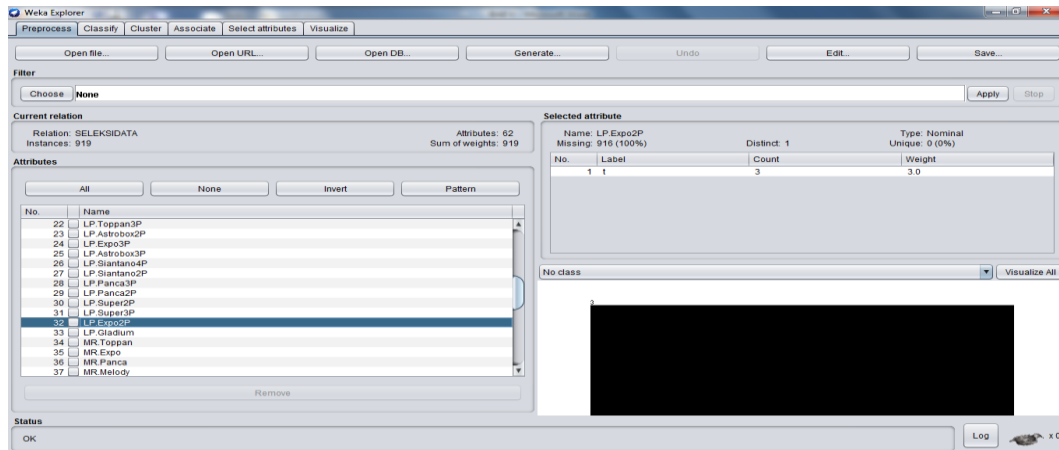 Weka Explorer
Preprocess Classify Cluster Associate Select attributes Visualize
Open file... Open URL... Open DB... Generate... Undo Edit... Save...
Filter
Choose None Apply Stop
Current relation
Relation: SELEKSIDATA Attributes: 62
Instances: 919 Sum of weights: 919
Attributes
All None Invert Pattern
No. Name
22 LP.Toppan3P
23 LP.Astrobox2P
24 LP.Expo3P
25 LP.Astrobox3P
26 LP.Siantano4P
27 LP.Siantano2P
28 LP.Panca3P
29 LP.Panca2P
30 LP.Super2P
31 LP.Super3P
32 LP.Expo2P
33 LP.Gladium
34 MR.Toppan
35 MR.Expo
36 MR.Panca
37 MR.Melody
Remove
Selected attribute
Name: LP.Expo2P Type: Nominal
Missing: 916 (100%) Distinct: 1 Unique: 0 (0%)
No. Label Count Weight
1 t 3 3.0
No class Visualize All
3
Status
OK Log x 0